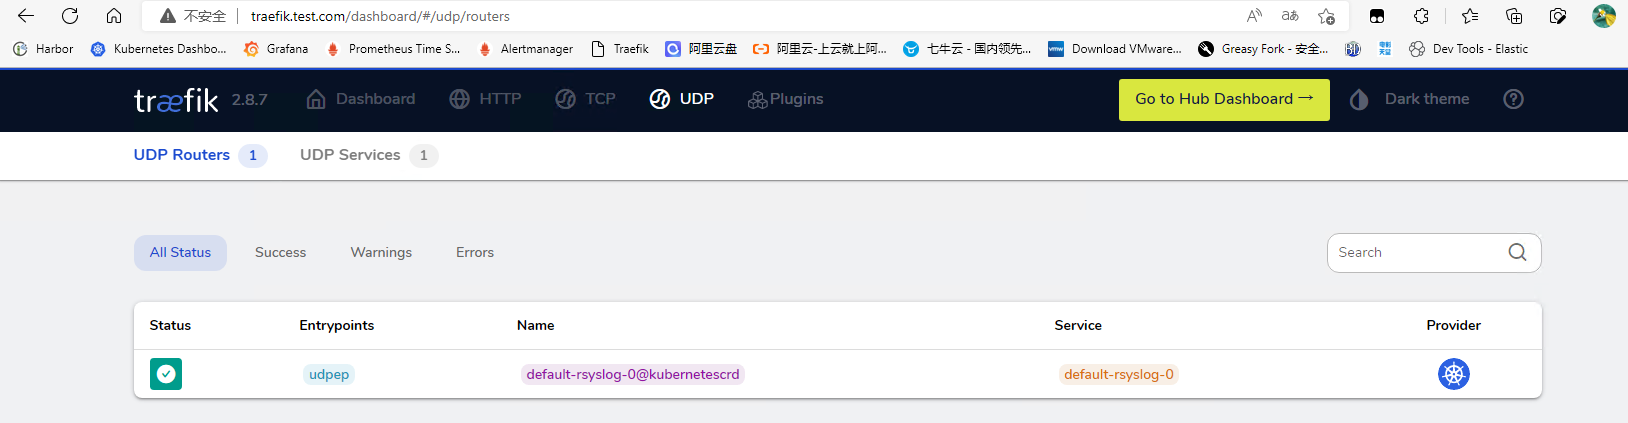 不安全 traefik.test.com/dashboard/#/udp/routers
Harbor Kubernetes Dashbo... Grafana Prometheus Time S... Alertmanager Traefik 阿里云盘 阿里云-上云就上阿... 七牛云 - 国内领先... Download VMware... Greasy Fork - 安全... Dev Tools - Elastic
træfik 2.8.7 Dashboard HTTP TCP UDP Plugins Go to Hub Dashboard → Dark theme
UDP Routers 1 UDP Services 1
All Status Success Warnings Errors Search
Status Entrypoints Name Service Provider
udpep default-rsyslog-0@kubernetescrd default-rsyslog-0